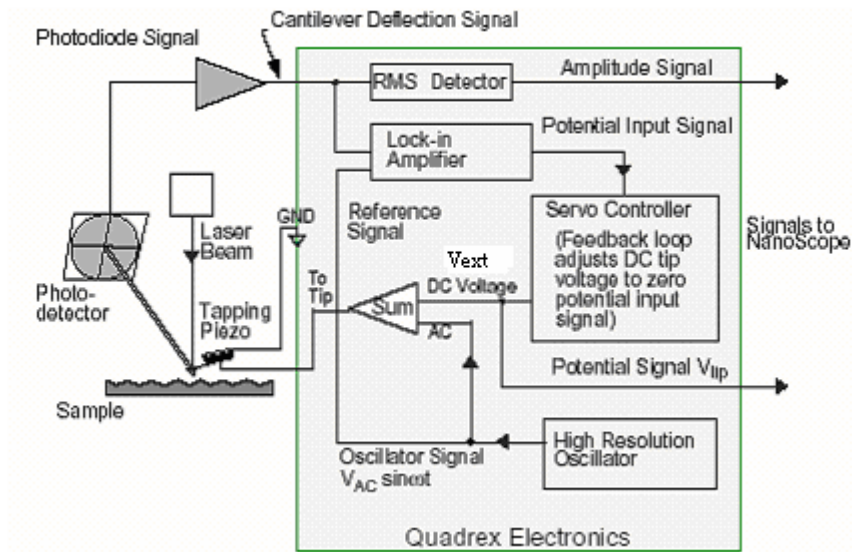 Cantilever Deflection Signal
Photodiode Signal
RMS Detector
Amplitude Signal
Potential Input Signal
Lock-in
Amplifier
Laser
Beam
GND
Reference
Signal
Servo Controller
(Feedback loop
adjusts DC tip
voltage to zero
potential input
signal)
Signals to
NanoScope
Photo-
detector
Tapping
Piezo
To
Tip
Vext
DC Voltage
Sum
AC
Sample
Potential Signal Vtip
Oscillator Signal
VAC sinωt
High Resolution
Oscillator
Quadrex Electronics